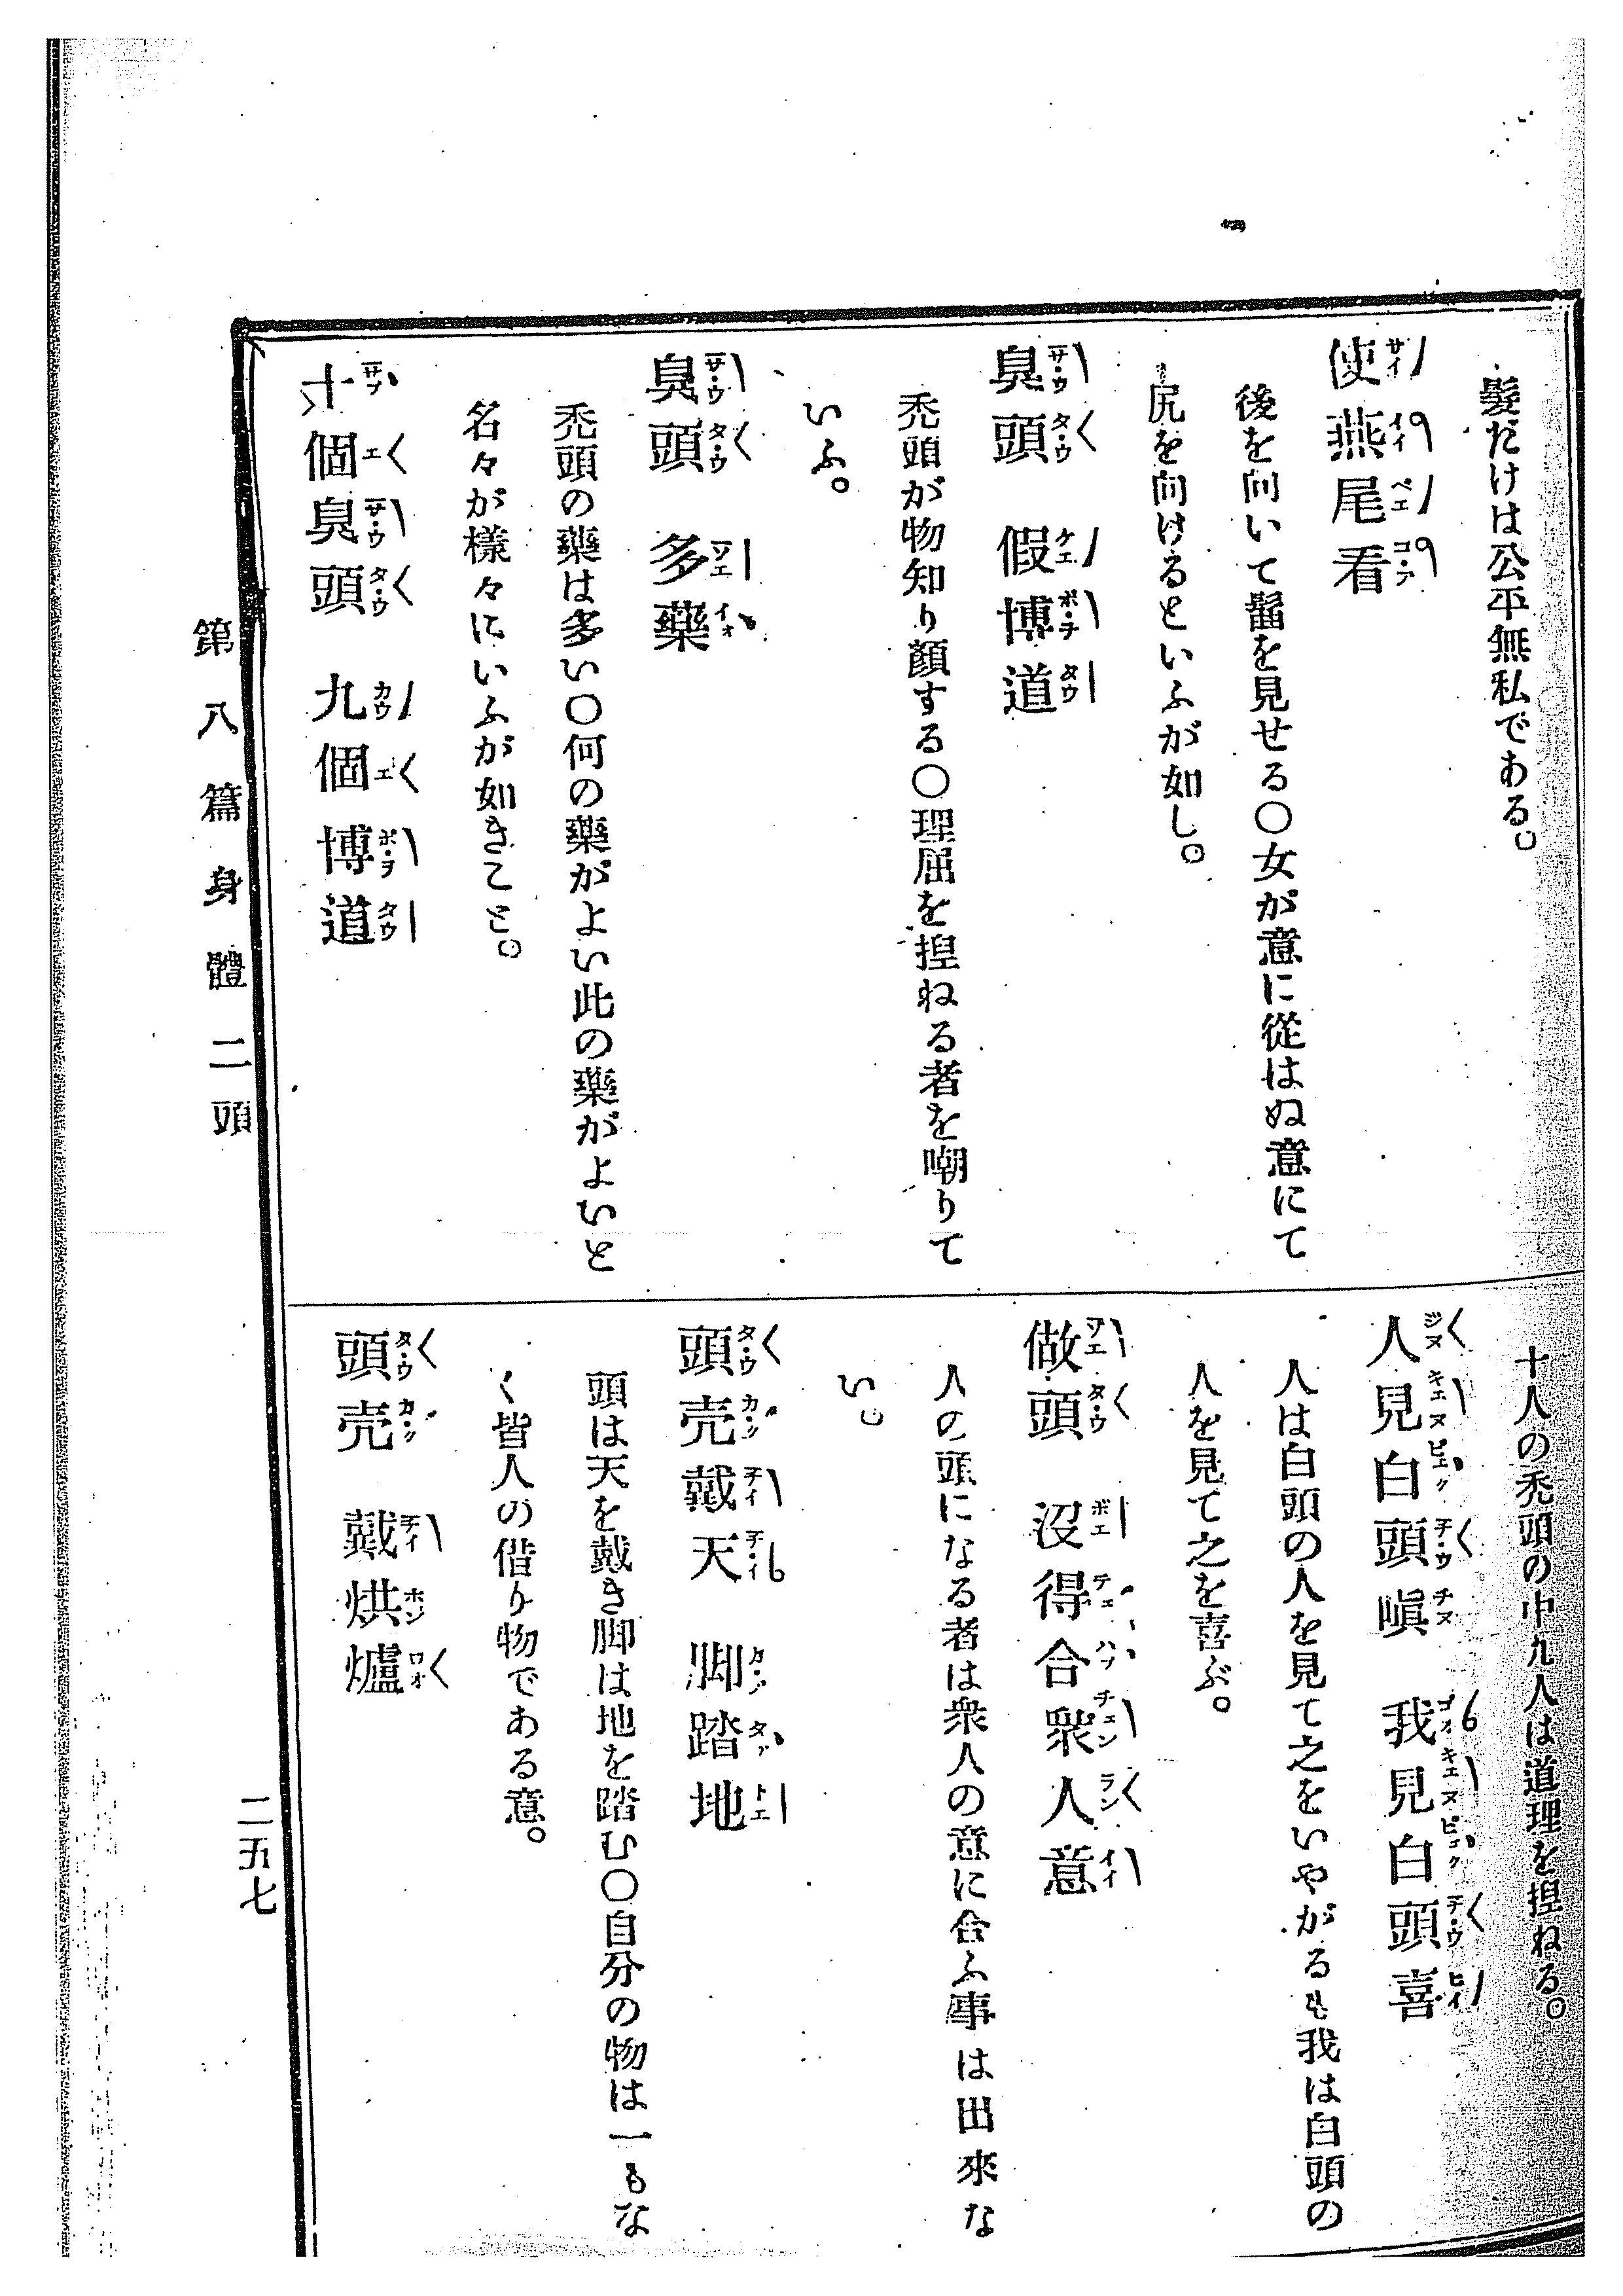 髮だけは公平無私である。
使燕尾看
後を向いて髷を見せる〇女が意に從はぬ意にて
尻を向けるといふが如し。
臭頭　假博道
禿頭が物知り顏する〇理屈を揑ねる者を嘲りて
いふ。
臭頭　多藥
禿頭の藥は多い〇何の藥がよい此の藥がよいと
名々が樣々にいふが如きこと。
十個臭頭　九個博道
十人の禿頭の中九人は道理を揑ねる。
人見白頭嗔　我見白頭喜
人は白頭の人を見て之をいやがるも我は白頭の
人を見て之を喜ぶ。
做頭　沒得合衆人意
人の頭になる者は衆人の意に合ふ事は出來な
い。
頭壳戴天　脚踏地
頭は天を戴き脚は地を踏む〇自分の物は一もな
く皆人の借り物である意。
頭壳　戴烘爐
第八篇 身體 二 頭
二五七